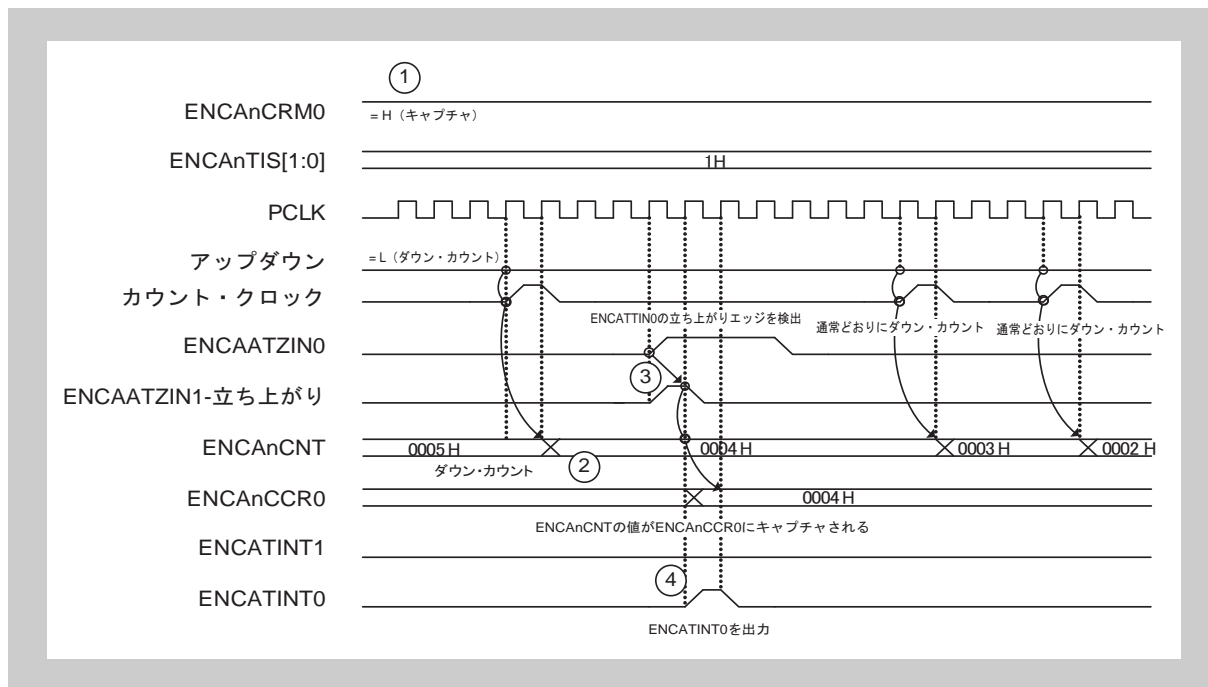 ①
ENCAnCRM0
=H（キャプチャ）
ENCAnTIS[1:0]
1H
PCLK
アップダウン
=L（ダウン・カウント）
カウント・クロック
ENCATTIN0の立ち上がりエッジを検出
通常どおりにダウン・カウント
通常どおりにダウン・カウント
ENCAATZIN0
③
ENCAATZIN1-立ち上がり
ENCAnCNT
0005H
0004H
0003H
0002H
ダウン・カウント
②
ENCAnCCR0
0004H
ENCAnCNTの値がENCAnCCR0にキャプチャされる
ENCATINT1
④
ENCATINT0
ENCATINT0を出力